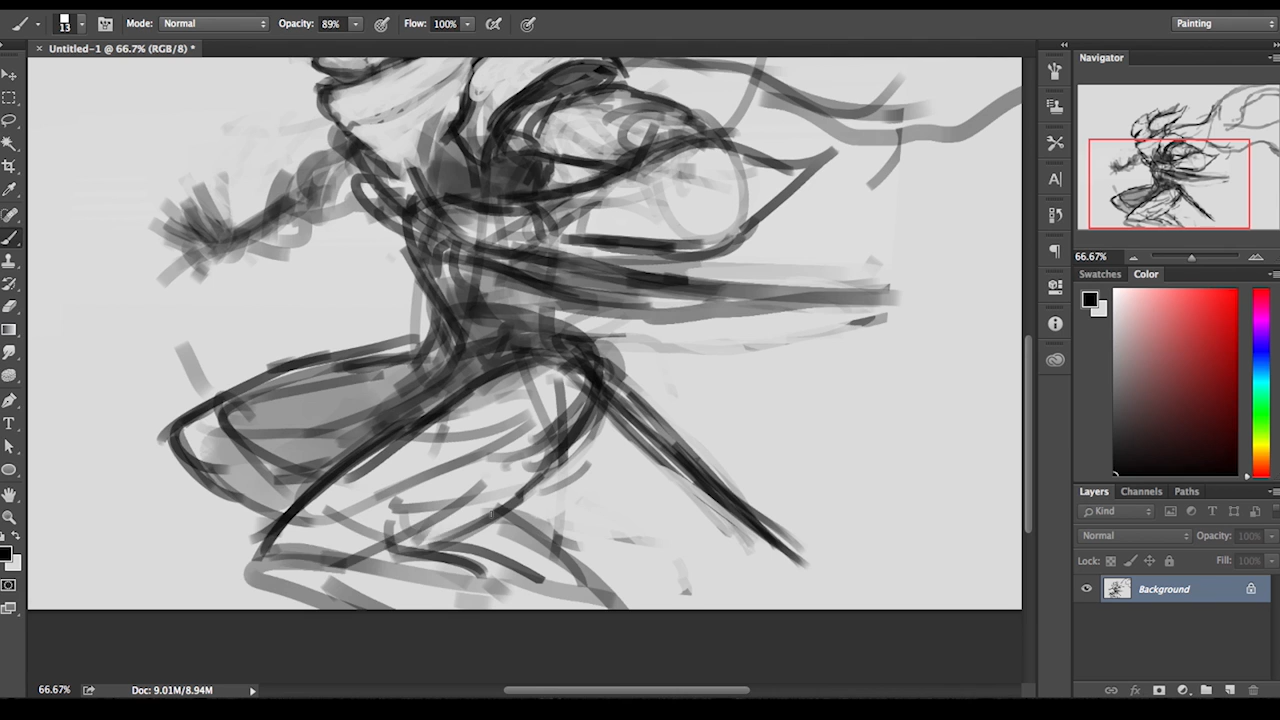 13 Mode: Normal Opacity: 89% Flow: 100% Painting
× Untitled-1 @ 66.7% (RGB/8) *
Navigator
66.67%
Swatches Color
Layers Channels Paths
Kind
Normal Opacity: 100%
Lock: Fill: 100%
Background
66.67% Doc: 9.01M/8.94M